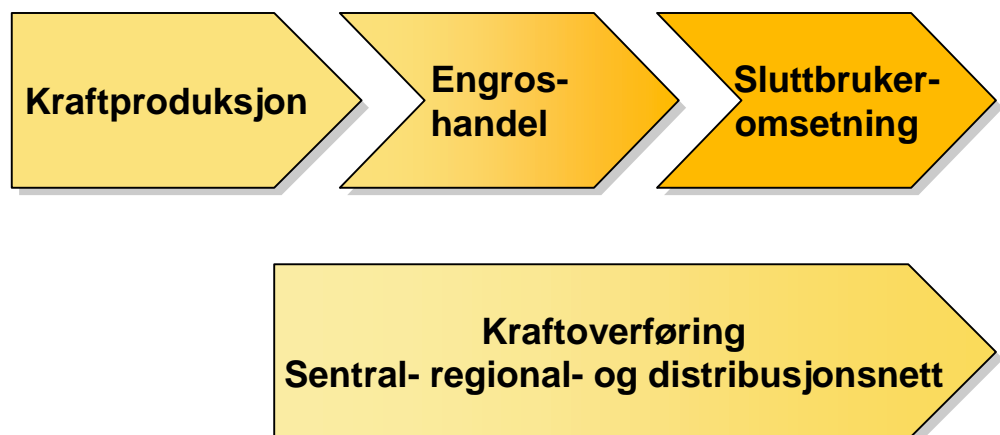 Kraftproduksjon
Engros-
handel
Sluttbruker-
omsetning
Kraftoverføring
Sentral- regional- og distribusjonsnett